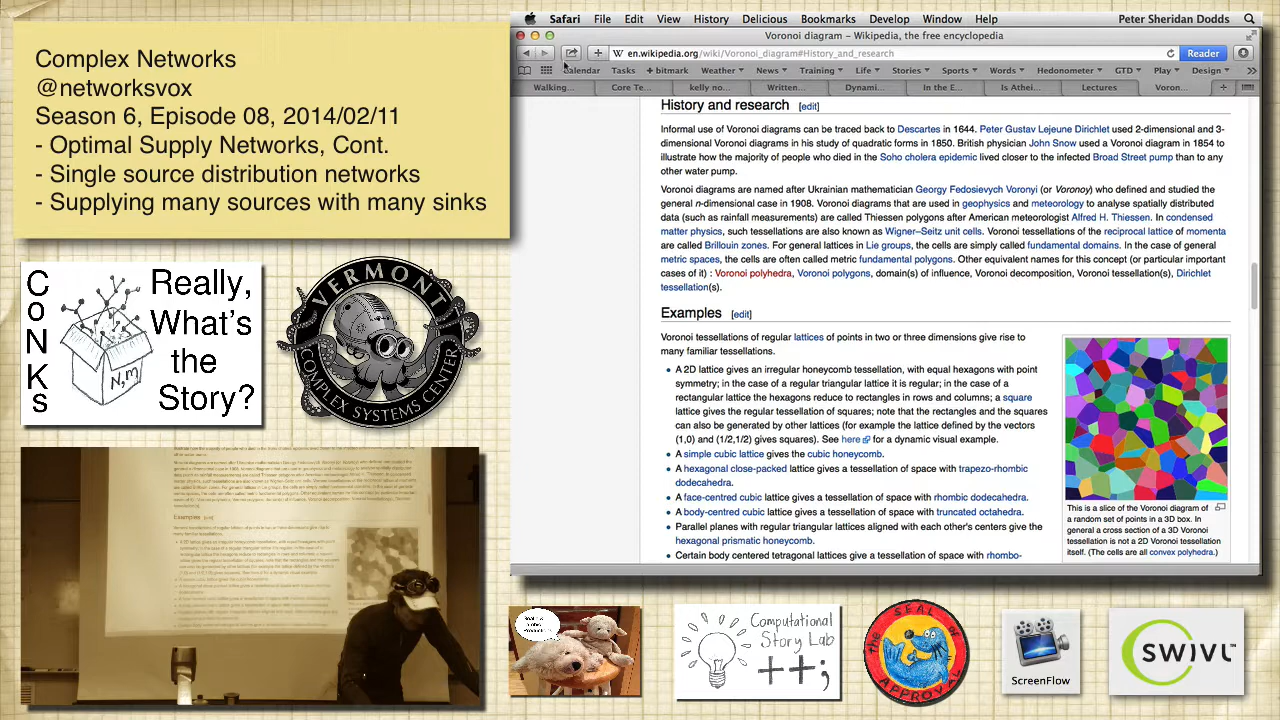 Complex Networks
@networksvox
Season 6, Episode 08, 2014/02/11
- Optimal Supply Networks, Cont.
- Single source distribution networks
- Supplying many sources with many sinks
CoNKs
N,m
Really,
What's
the
Story?
VERMONT
COMPLEX SYSTEMS CENTER
Safari File Edit View History Delicious Bookmarks Develop Window Help Peter Sheridan Dodds
Voronoi diagram – Wikipedia, the free encyclopedia
en.wikipedia.org/wiki/Voronoi_diagram#History_and_research Reader
Calendar Tasks + bitmark Weather News Training Life Stories Sports Words Hedonometer GTD Play Design
Walking... Core Te... kelly no... Written... Dynami... In the E... Is Athei... Lectures Voron...
History and research [edit]
Informal use of Voronoi diagrams can be traced back to Descartes in 1644. Peter Gustav Lejeune Dirichlet used 2-dimensional and 3-
dimensional Voronoi diagrams in his study of quadratic forms in 1850. British physician John Snow used a Voronoi diagram in 1854 to
illustrate how the majority of people who died in the Soho cholera epidemic lived closer to the infected Broad Street pump than to any
other water pump.
Voronoi diagrams are named after Ukrainian mathematician Georgy Fedosievych Voronyi (or Voronoy) who defined and studied the
general n-dimensional case in 1908. Voronoi diagrams that are used in geophysics and meteorology to analyse spatially distributed
data (such as rainfall measurements) are called Thiessen polygons after American meteorologist Alfred H. Thiessen. In condensed
matter physics, such tessellations are also known as Wigner–Seitz unit cells. Voronoi tessellations of the reciprocal lattice of momenta
are called Brillouin zones. For general lattices in Lie groups, the cells are simply called fundamental domains. In the case of general
metric spaces, the cells are often called metric fundamental polygons. Other equivalent names for this concept (or particular important
cases of it) : Voronoi polyhedra, Voronoi polygons, domain(s) of influence, Voronoi decomposition, Voronoi tessellation(s), Dirichlet
tessellation(s).
Examples [edit]
Voronoi tessellations of regular lattices of points in two or three dimensions give rise to
many familiar tessellations.
• A 2D lattice gives an irregular honeycomb tessellation, with equal hexagons with point
symmetry; in the case of a regular triangular lattice it is regular; in the case of a
rectangular lattice the hexagons reduce to rectangles in rows and columns; a square
lattice gives the regular tessellation of squares; note that the rectangles and the squares
can also be generated by other lattices (for example the lattice defined by the vectors
(1,0) and (1/2,1/2) gives squares). See here for a dynamic visual example.
• A simple cubic lattice gives the cubic honeycomb.
• A hexagonal close-packed lattice gives a tessellation of space with trapezo-rhombic
dodecahedra.
• A face-centred cubic lattice gives a tessellation of space with rhombic dodecahedra.
• A body-centred cubic lattice gives a tessellation of space with truncated octahedra.
• Parallel planes with regular triangular lattices aligned with each other's centers give the
hexagonal prismatic honeycomb.
• Certain body centered tetragonal lattices give a tessellation of space with rhombo-
This is a slice of the Voronoi diagram of
a random set of points in a 3D box. In
general a cross section of a 3D Voronoi
tessellation is not a 2D Voronoi tessellation
itself. (The cells are all convex polyhedra.)
Examples
Computational
Story Lab
++;
the SEAL of
APPROVAL
ScreenFlow
SWIVL™